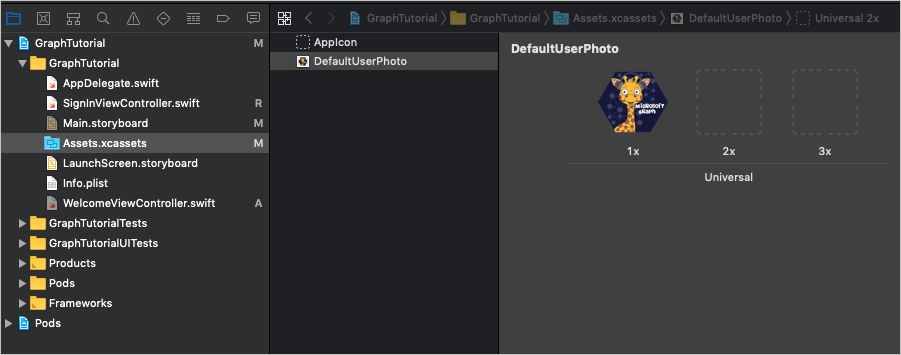 GraphTutorial M
GraphTutorial
AppDelegate.swift
SignInViewController.swift R
Main.storyboard M
Assets.xcassets M
LaunchScreen.storyboard
Info.plist
WelcomeViewController.swift A
GraphTutorialTests
GraphTutorialUITests
Products
Pods
Frameworks
Pods
GraphTutorial GraphTutorial Assets.xcassets DefaultUserPhoto Universal 2x
AppIcon
DefaultUserPhoto
DefaultUserPhoto
MICROSOFT
GRAPH
1x 2x 3x
Universal